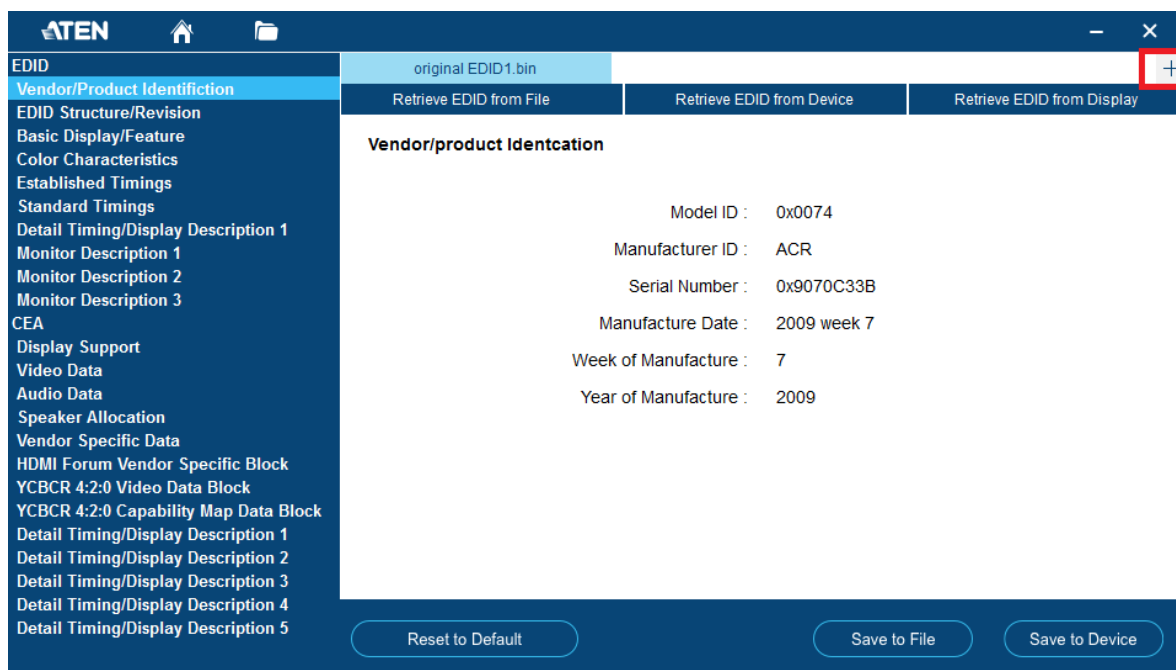 ATEN
EDID
Vendor/Product Identifiction
EDID Structure/Revision
Basic Display/Feature
Color Characteristics
Established Timings
Standard Timings
Detail Timing/Display Description 1
Monitor Description 1
Monitor Description 2
Monitor Description 3
CEA
Display Support
Video Data
Audio Data
Speaker Allocation
Vendor Specific Data
HDMI Forum Vendor Specific Block
YCBCR 4:2:0 Video Data Block
YCBCR 4:2:0 Capability Map Data Block
Detail Timing/Display Description 1
Detail Timing/Display Description 2
Detail Timing/Display Description 3
Detail Timing/Display Description 4
Detail Timing/Display Description 5
original EDID1.bin
Retrieve EDID from File
Retrieve EDID from Device
Retrieve EDID from Display
Vendor/product Identcation
Model ID : 0x0074
Manufacturer ID : ACR
Serial Number : 0x9070C33B
Manufacture Date : 2009 week 7
Week of Manufacture : 7
Year of Manufacture : 2009
Reset to Default
Save to File
Save to Device